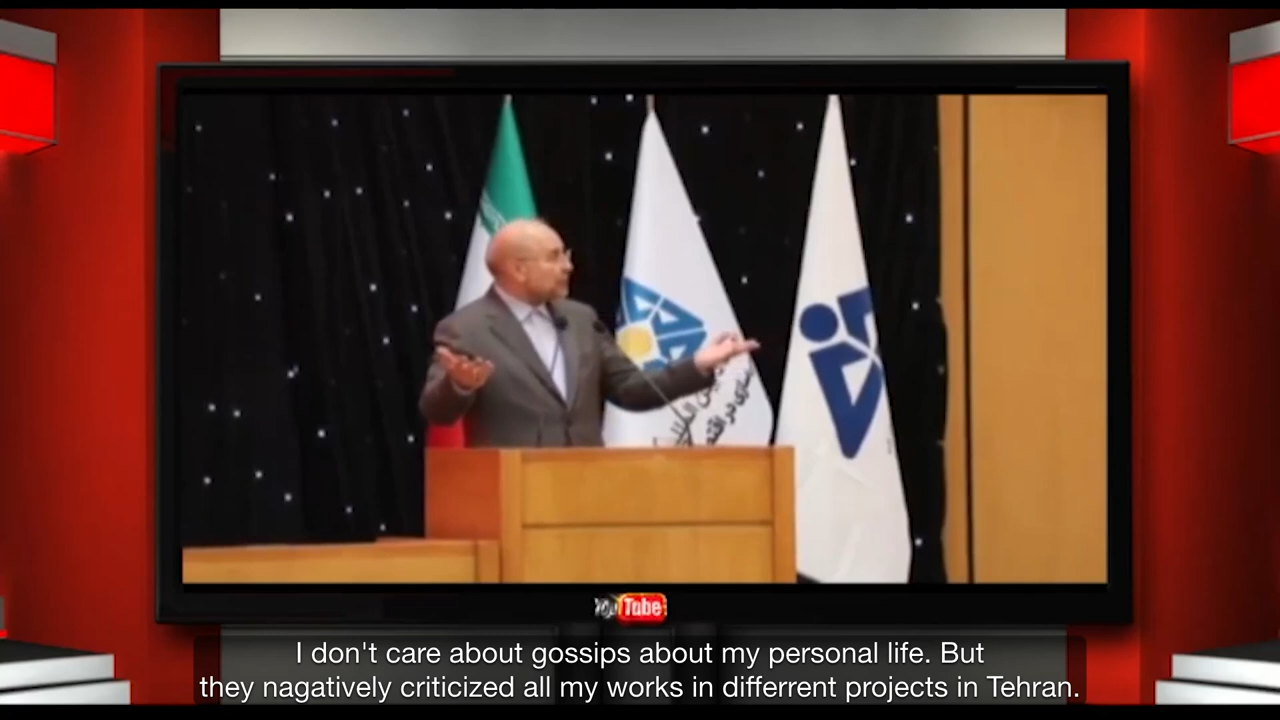 YouTube
I don't care about gossips about my personal life. But
they nagatively criticized all my works in differrent projects in Tehran.